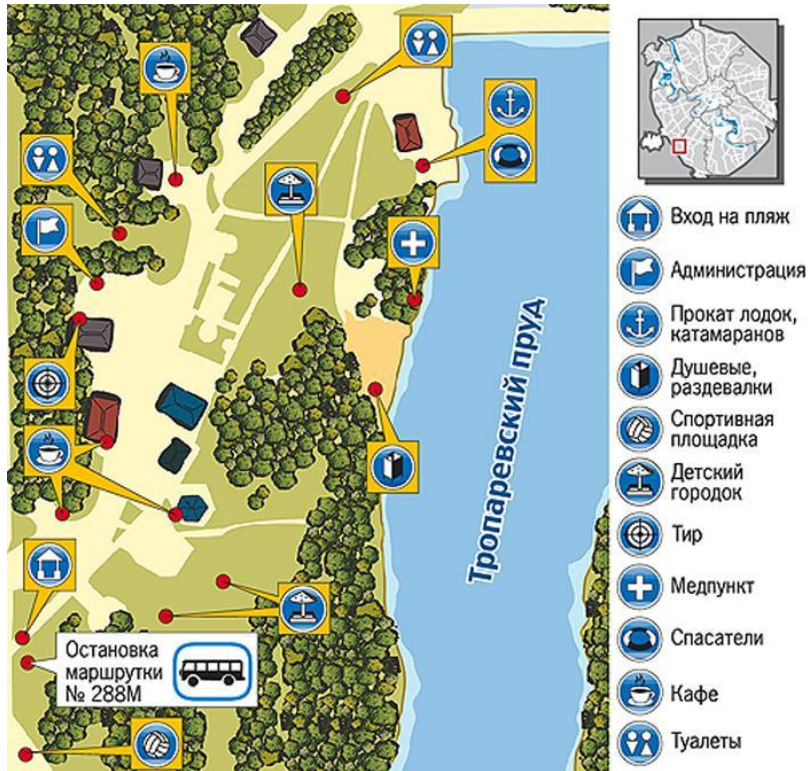 Тропаревский пруд
Остановка
маршрутки
№ 288М
Вход на пляж
Администрация
Прокат лодок,
катамаранов
Душевые,
раздевалки
Спортивная
площадка
Детский
городок
Тир
Медпункт
Спасатели
Кафе
Туалеты